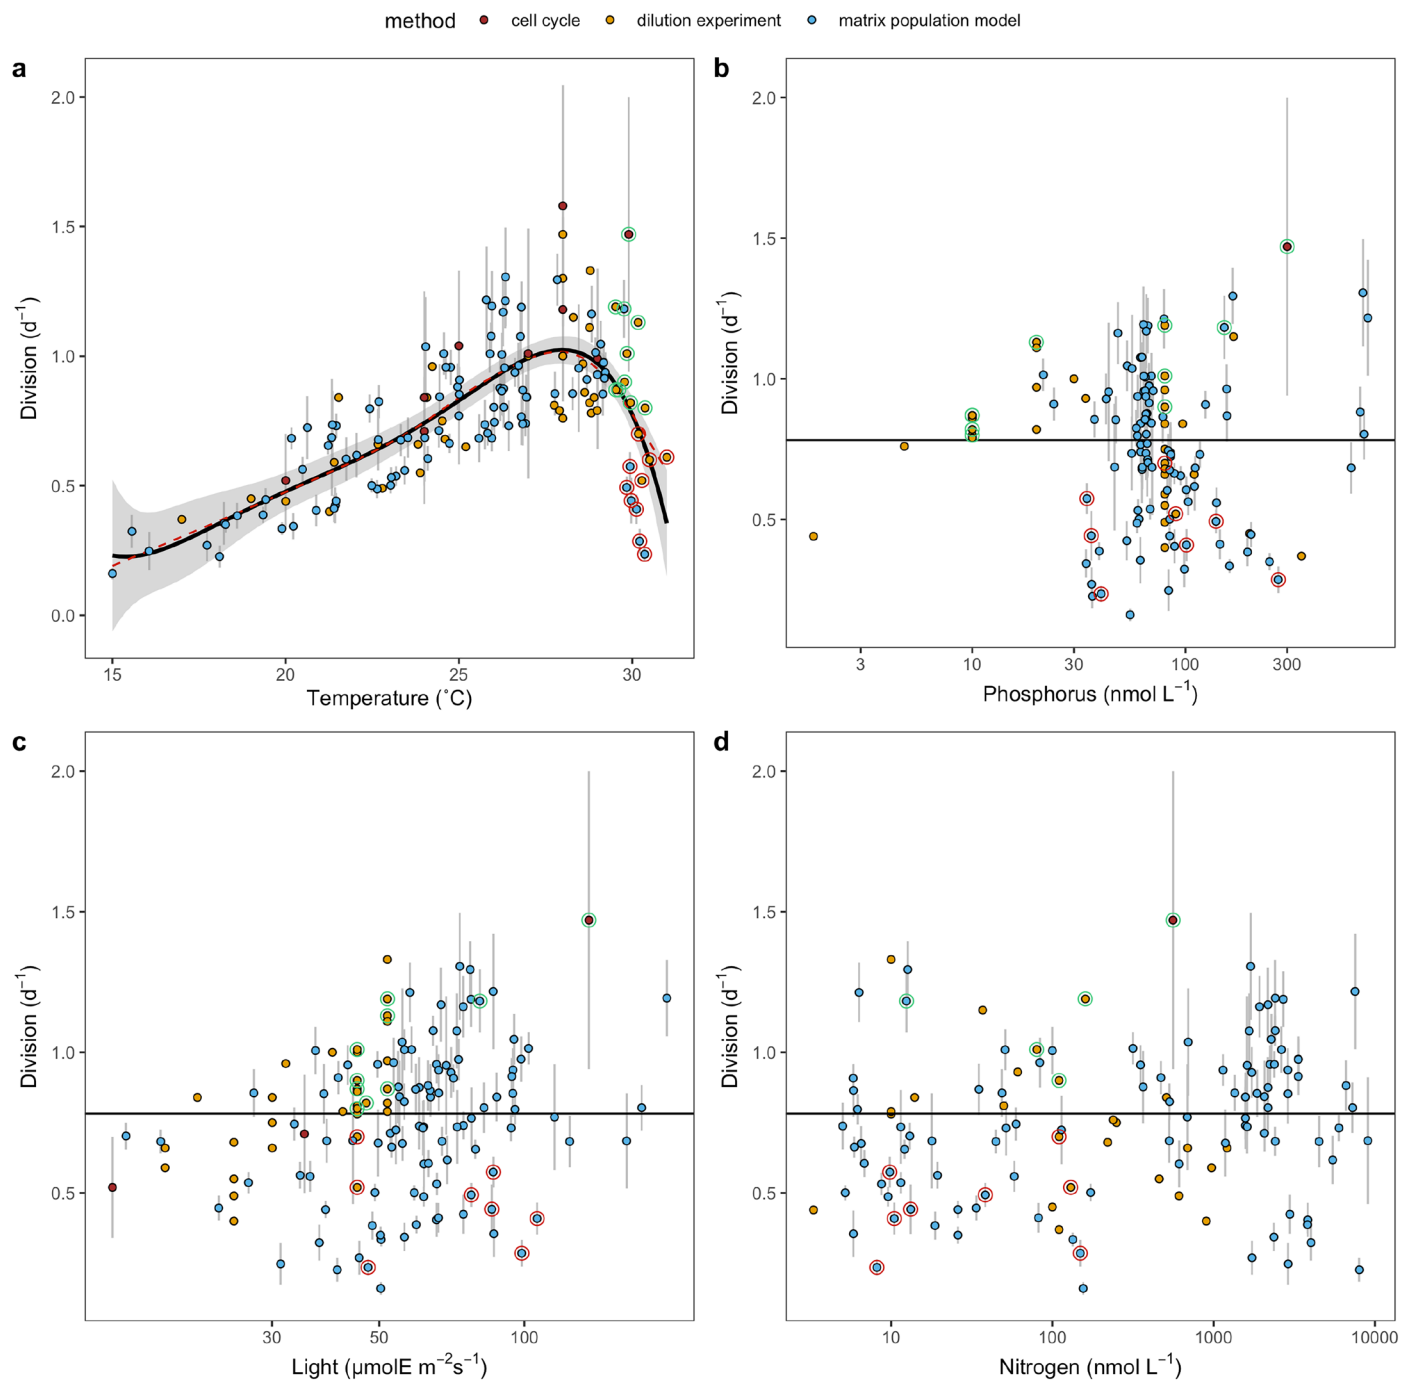 method cell cycle dilution experiment matrix population model
a
b
2.0
1.5
1.0
0.5
0.0
Division (d⁻¹)
15 20 25 30
Temperature (˚C)
2.0
1.5
1.0
0.5
Division (d⁻¹)
3 10 30 100 300
Phosphorus (nmol L⁻¹)
c
d
2.0
1.5
1.0
0.5
Division (d⁻¹)
30 50 100
Light (µmolE m⁻²s⁻¹)
2.0
1.5
1.0
0.5
Division (d⁻¹)
10 100 1000 10000
Nitrogen (nmol L⁻¹)